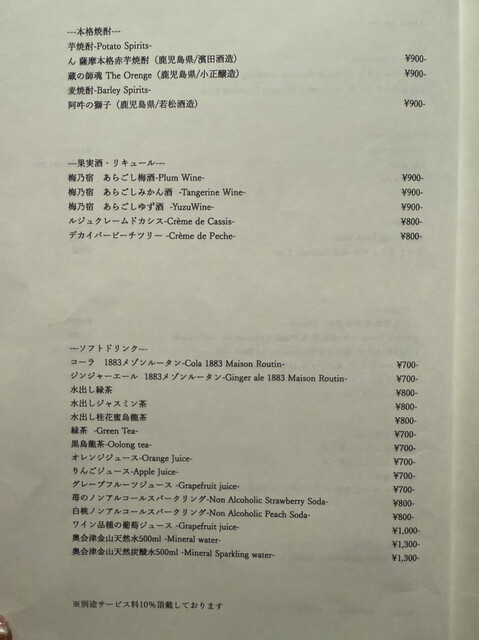 ---本格焼酎---
芋焼酎-Potato Spirits-
ん 薩摩本格赤芋焼酎（鹿児島県/濱田酒造） ¥900-
蔵の師魂 The Orenge（鹿児島県/小正醸造） ¥900-
麦焼酎-Barley Spirits-
阿吽の獅子（鹿児島県/若松酒造） ¥900-
---果実酒・リキュール---
梅乃宿　あらごし梅酒-Plum Wine- ¥900-
梅乃宿　あらごしみかん酒 -Tangerine Wine- ¥900-
梅乃宿　あらごしゆず酒 -YuzuWine- ¥900-
ルジュクレームドカシス-Crème de Cassis- ¥800-
デカイパーピーチツリー -Crème de Peche- ¥800-
---ソフトドリンク---
コーラ　1883メゾンルータン-Cola 1883 Maison Routin- ¥700-
ジンジャーエール　1883メゾンルータン-Ginger ale 1883 Maison Routin- ¥700-
水出し緑茶 ¥800-
水出しジャスミン茶 ¥800-
水出し桂花蜜烏龍茶 ¥800-
緑茶 -Green Tea- ¥700-
黒烏龍茶-Oolong tea- ¥700-
オレンジジュース-Orange Juice- ¥700-
りんごジュース-Apple Juice- ¥700-
グレープフルーツジュース -Grapefruit juice- ¥700-
苺のノンアルコールスパークリング-Non Alcoholic Strawberry Soda- ¥800-
白桃ノンアルコールスパークリング-Non Alcoholic Peach Soda- ¥800-
ワイン品種の葡萄ジュース -Grapefruit juice- ¥1,000-
奥会津金山天然水500ml -Mineral water- ¥1,300-
奥会津金山天然炭酸水500ml -Mineral Sparkling water- ¥1,300-
※別途サービス料10%頂戴しております